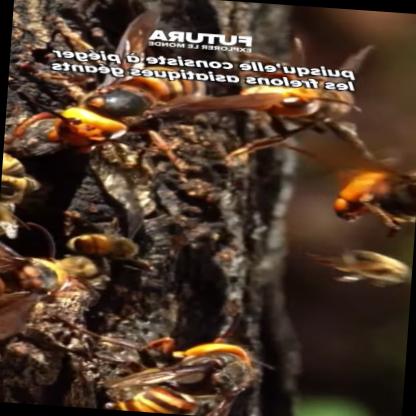 FUTURA
EXPLORER LE MONDE
puisqu'elle consiste à piéger
les frelons asiatiques géants